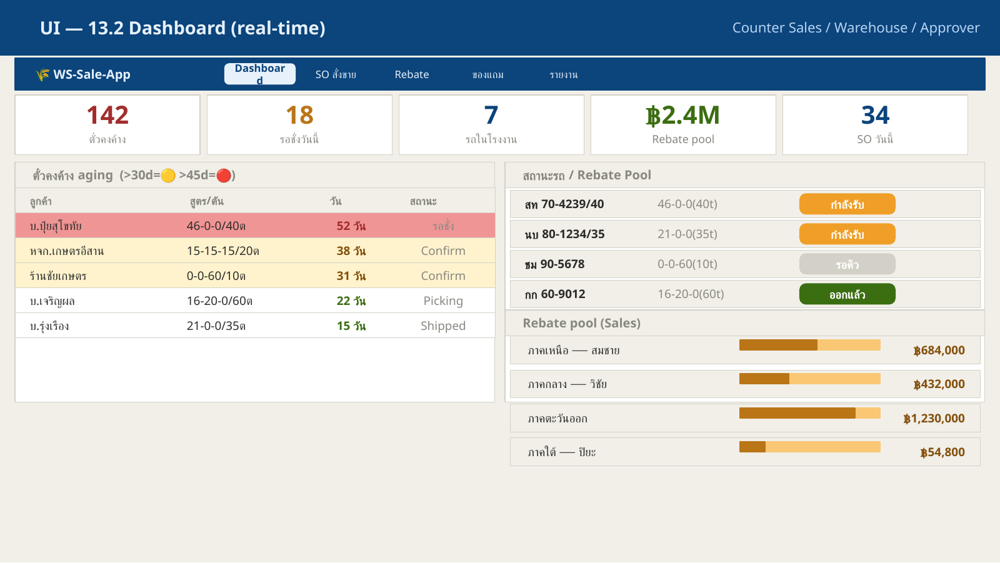 UI — 13.2 Dashboard (real-time)
Counter Sales / Warehouse / Approver
🌾 WS-Sale-App
Dashboar
d
SO สั่งขาย
Rebate
ของแถม
รายงาน
142
ตั๋วคงค้าง
18
รอชั่งวันนี้
7
รถในโรงงาน
฿2.4M
Rebate pool
34
SO วันนี้
ตั๋วคงค้าง aging (>30d=🟡 >45d=🔴)
ลูกค้า สูตร/ตัน วัน สถานะ
บ.ปุ๋ยสุโขทัย 46-0-0/40ต 52 วัน รอชั่ง
หจก.เกษตรอีสาน 15-15-15/20ต 38 วัน Confirm
ร้านชัยเกษตร 0-0-60/10ต 31 วัน Confirm
บ.เจริญผล 16-20-0/60ต 22 วัน Picking
บ.รุ่งเรือง 21-0-0/35ต 15 วัน Shipped
สถานะรถ / Rebate Pool
สท 70-4239/40 46-0-0(40t) กำลังรับ
นบ 80-1234/35 21-0-0(35t) กำลังรับ
ชม 90-5678 0-0-60(10t) รอคิว
กก 60-9012 16-20-0(60t) ออกแล้ว
Rebate pool (Sales)
ภาคเหนือ — สมชาย ฿684,000
ภาคกลาง — วิชัย ฿432,000
ภาคตะวันออก ฿1,230,000
ภาคใต้ — ปิยะ ฿54,800